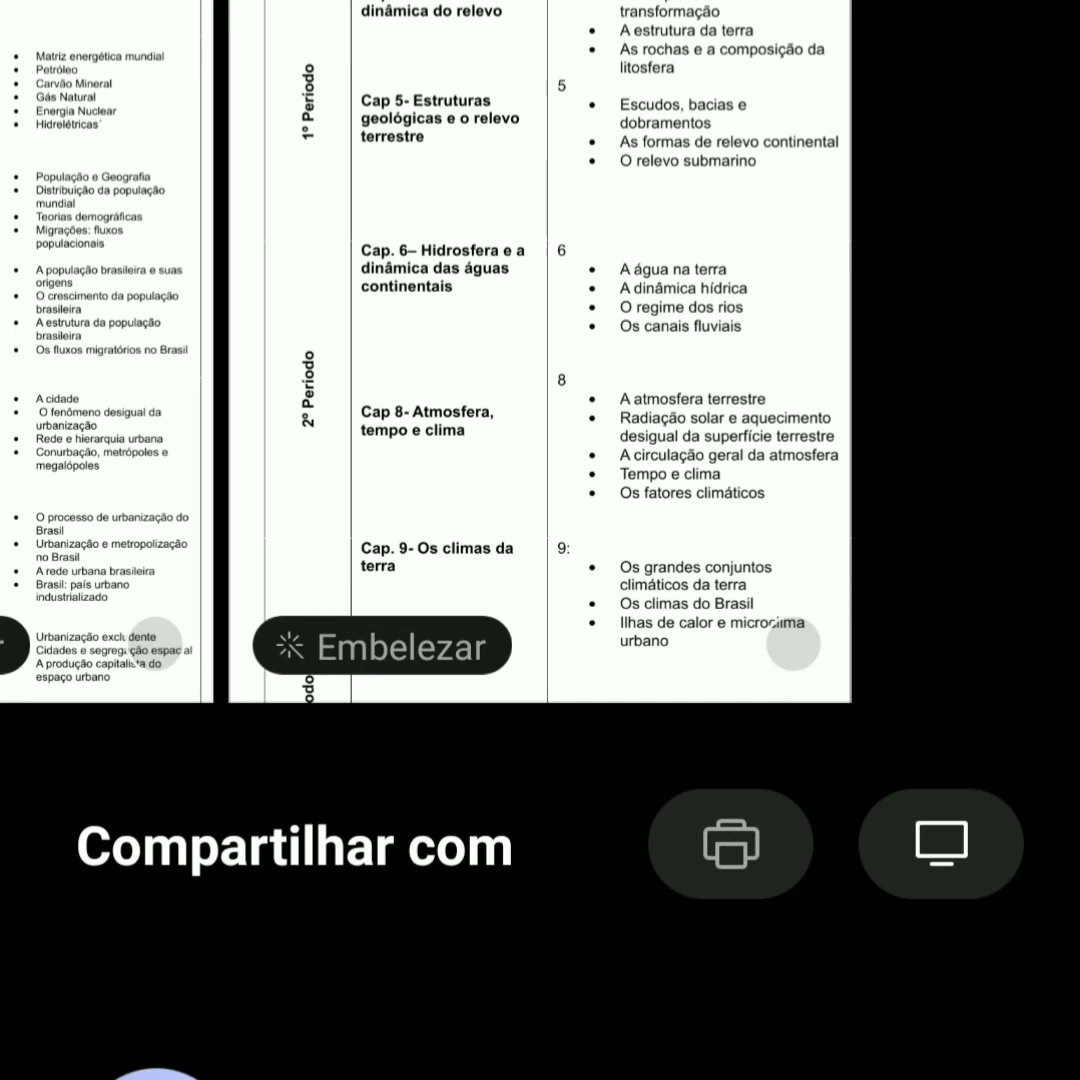 Matriz energética mundial
Petróleo
Carvão Mineral
Gás Natural
Energia Nuclear
Hidrelétricas´
População e Geografia
Distribuição da população
mundial
Teorias demográficas
Migrações: fluxos
populacionais
A população brasileira e suas
origens
O crescimento da população
brasileira
A estrutura da população
brasileira
Os fluxos migratórios no Brasil
A cidade
O fenômeno desigual da
urbanização
Rede e hierarquia urbana
Conurbação, metrópoles e
megalópoles
O processo de urbanização do
Brasil
Urbanização e metropolização
no Brasil
A rede urbana brasileira
Brasil: país urbano
industrializado
Urbanização excludente
Cidades e segregação espacial
A produção capitalista do
espaço urbano
1º Período
dinâmica do relevo
transformação
A estrutura da terra
As rochas e a composição da
litosfera
Cap 5- Estruturas
geológicas e o relevo
terrestre
5
Escudos, bacias e
dobramentos
As formas de relevo continental
O relevo submarino
2º Período
Cap. 6– Hidrosfera e a
dinâmica das águas
continentais
6
A água na terra
A dinâmica hídrica
O regime dos rios
Os canais fluviais
Cap 8- Atmosfera,
tempo e clima
8
A atmosfera terrestre
Radiação solar e aquecimento
desigual da superfície terrestre
A circulação geral da atmosfera
Tempo e clima
Os fatores climáticos
Cap. 9- Os climas da
terra
9:
Os grandes conjuntos
climáticos da terra
Os climas do Brasil
Ilhas de calor e microclima
urbano
Embelezar
Compartilhar com